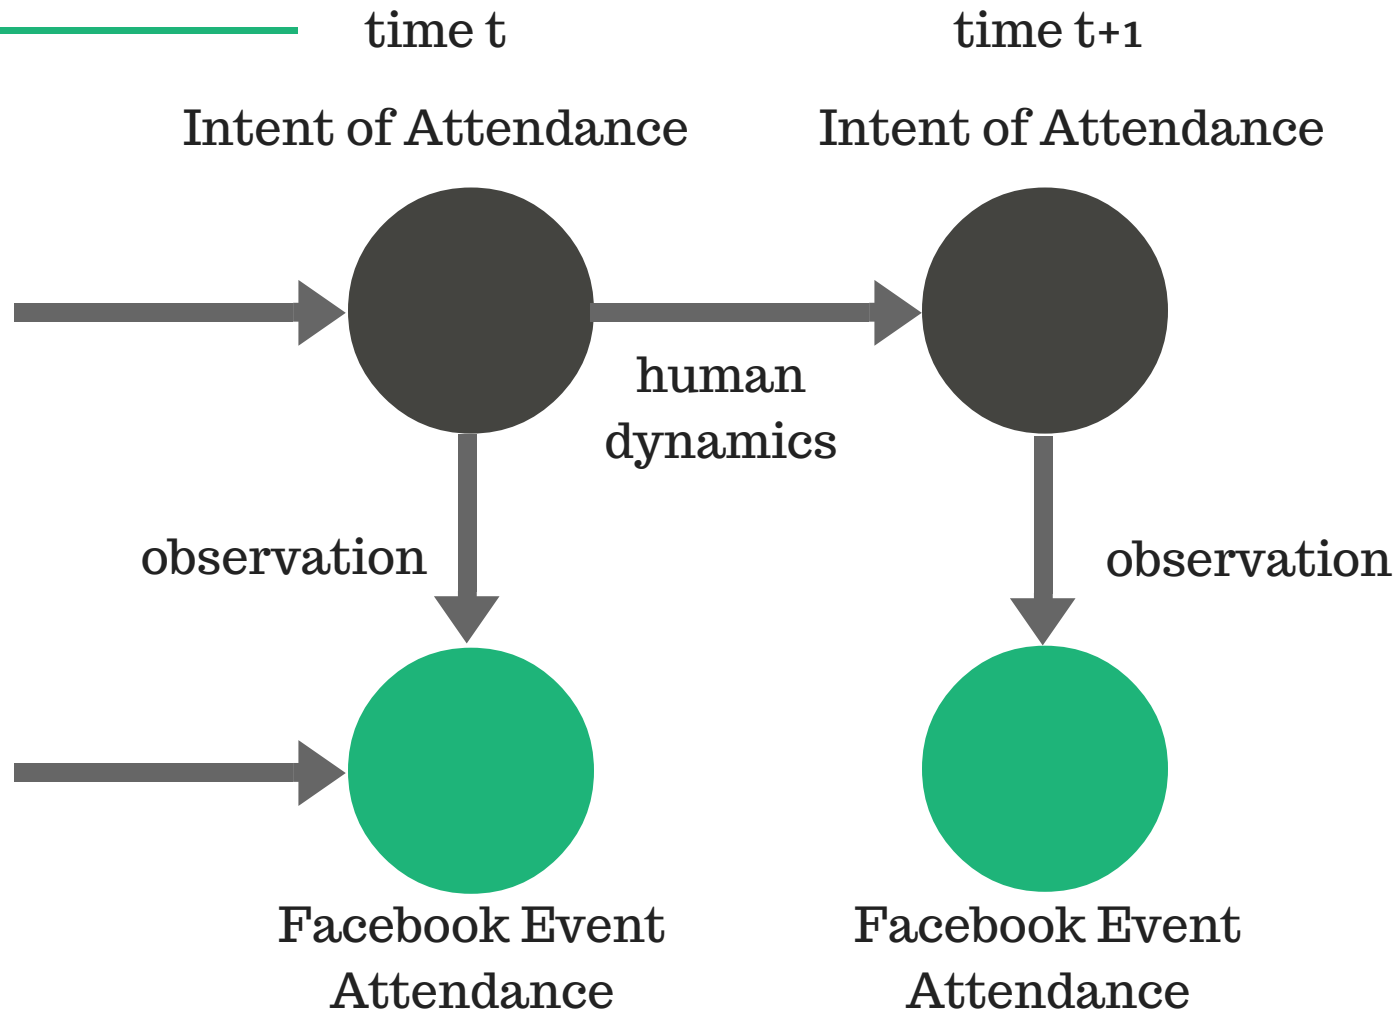 time t
time t+1
Intent of Attendance
Intent of Attendance
human
dynamics
observation
observation
Facebook Event
Attendance
Facebook Event
Attendance